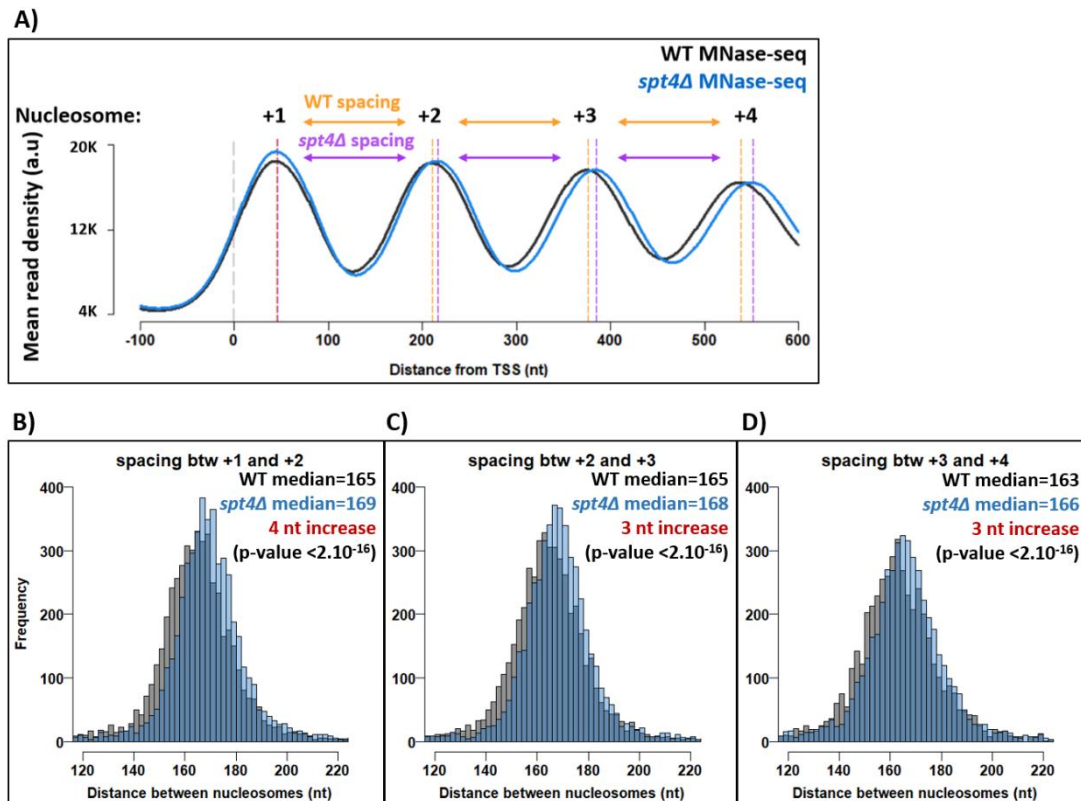 A)
WT MNase-seq
spt4Δ MNase-seq
Nucleosome:
+1
WT spacing
+2
+3
+4
spt4Δ spacing
Mean read density (a.u)
20K
12K
4K
-100 0 100 200 300 400 500 600
Distance from TSS (nt)
B)
spacing btw +1 and +2
WT median=165
spt4Δ median=169
4 nt increase
(p-value <2.10⁻¹⁶)
Frequency
400
300
200
100
0
120 140 160 180 200 220
Distance between nucleosomes (nt)
C)
spacing btw +2 and +3
WT median=165
spt4Δ median=168
3 nt increase
(p-value <2.10⁻¹⁶)
400
300
200
100
0
120 140 160 180 200 220
Distance between nucleosomes (nt)
D)
spacing btw +3 and +4
WT median=163
spt4Δ median=166
3 nt increase
(p-value <2.10⁻¹⁶)
400
300
200
100
0
120 140 160 180 200 220
Distance between nucleosomes (nt)